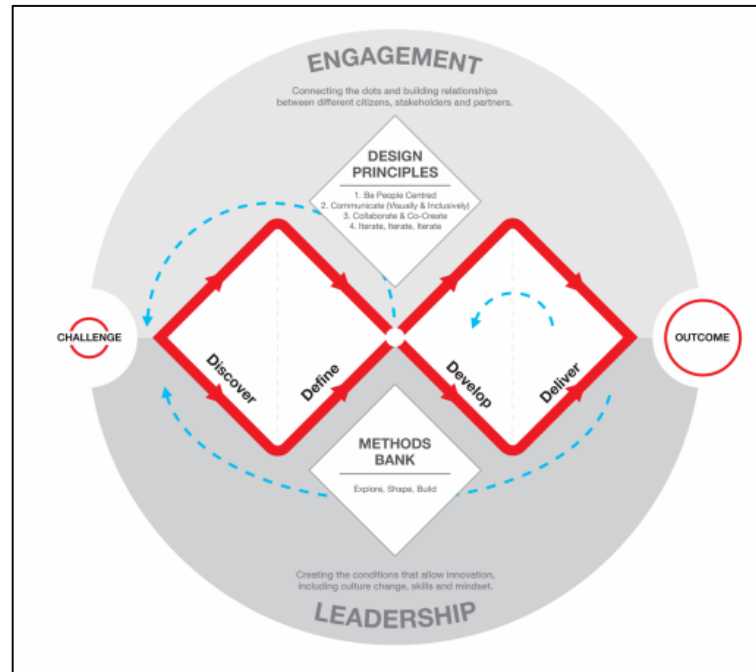 ENGAGEMENT
Connecting the dots and building relationships
between different citizens, stakeholders and partners.
DESIGN
PRINCIPLES
1. Be People Centred
2. Communicate (Visually & Inclusively)
3. Collaborate & Co-Create
4. Iterate, Iterate, Iterate
CHALLENGE
OUTCOME
Discover
Define
Develop
Deliver
METHODS
BANK
Explore, Shape, Build
Creating the conditions that allow innovation,
including culture change, skills and mindset.
LEADERSHIP